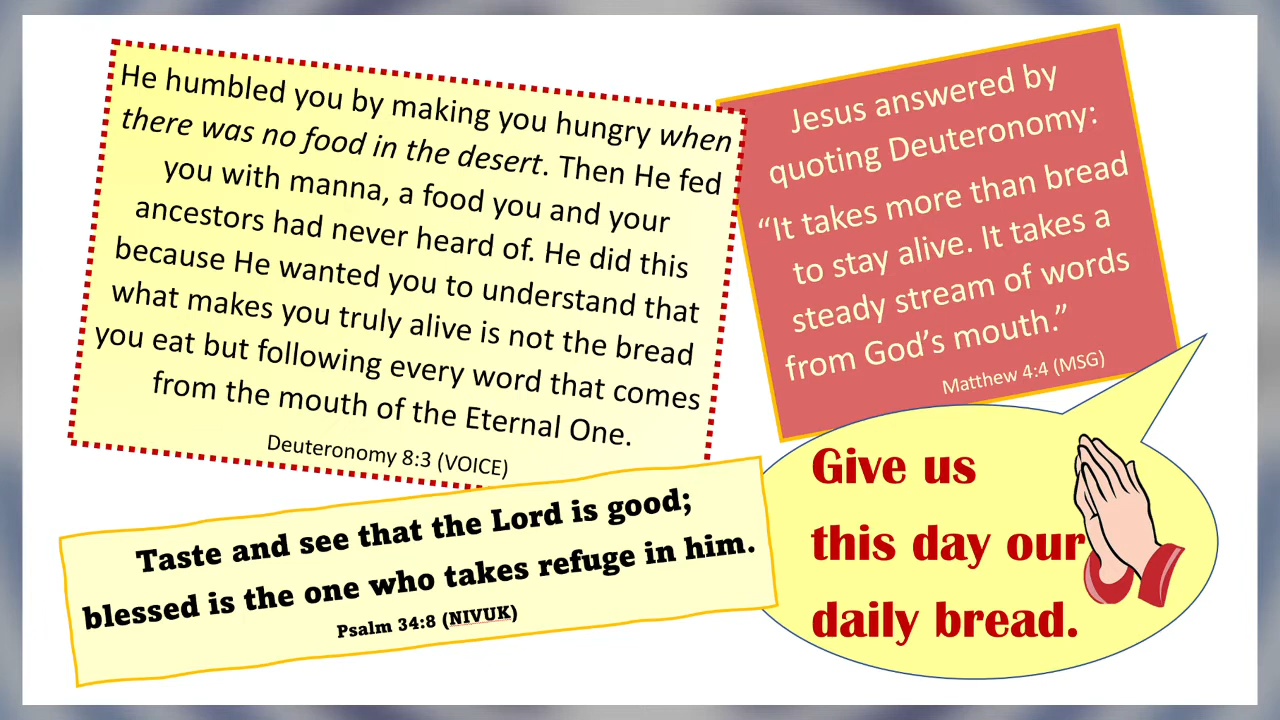 He humbled you by making you hungry when
there was no food in the desert. Then He fed
you with manna, a food you and your
ancestors had never heard of. He did this
because He wanted you to understand that
what makes you truly alive is not the bread
you eat but following every word that comes
from the mouth of the Eternal One.
Deuteronomy 8:3 (VOICE)
Jesus answered by
quoting Deuteronomy:
“It takes more than bread
to stay alive. It takes a
steady stream of words
from God’s mouth.”
Matthew 4:4 (MSG)
Taste and see that the Lord is good;
blessed is the one who takes refuge in him.
Psalm 34:8 (NIVUK)
Give us
this day our
daily bread.